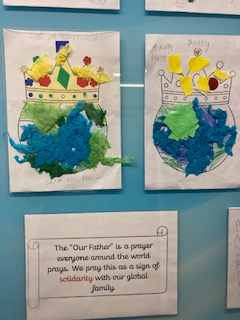 The "Our Father" is a prayer
everyone around the world
prays. We pray this as a sign of
solidarity with our global
family.